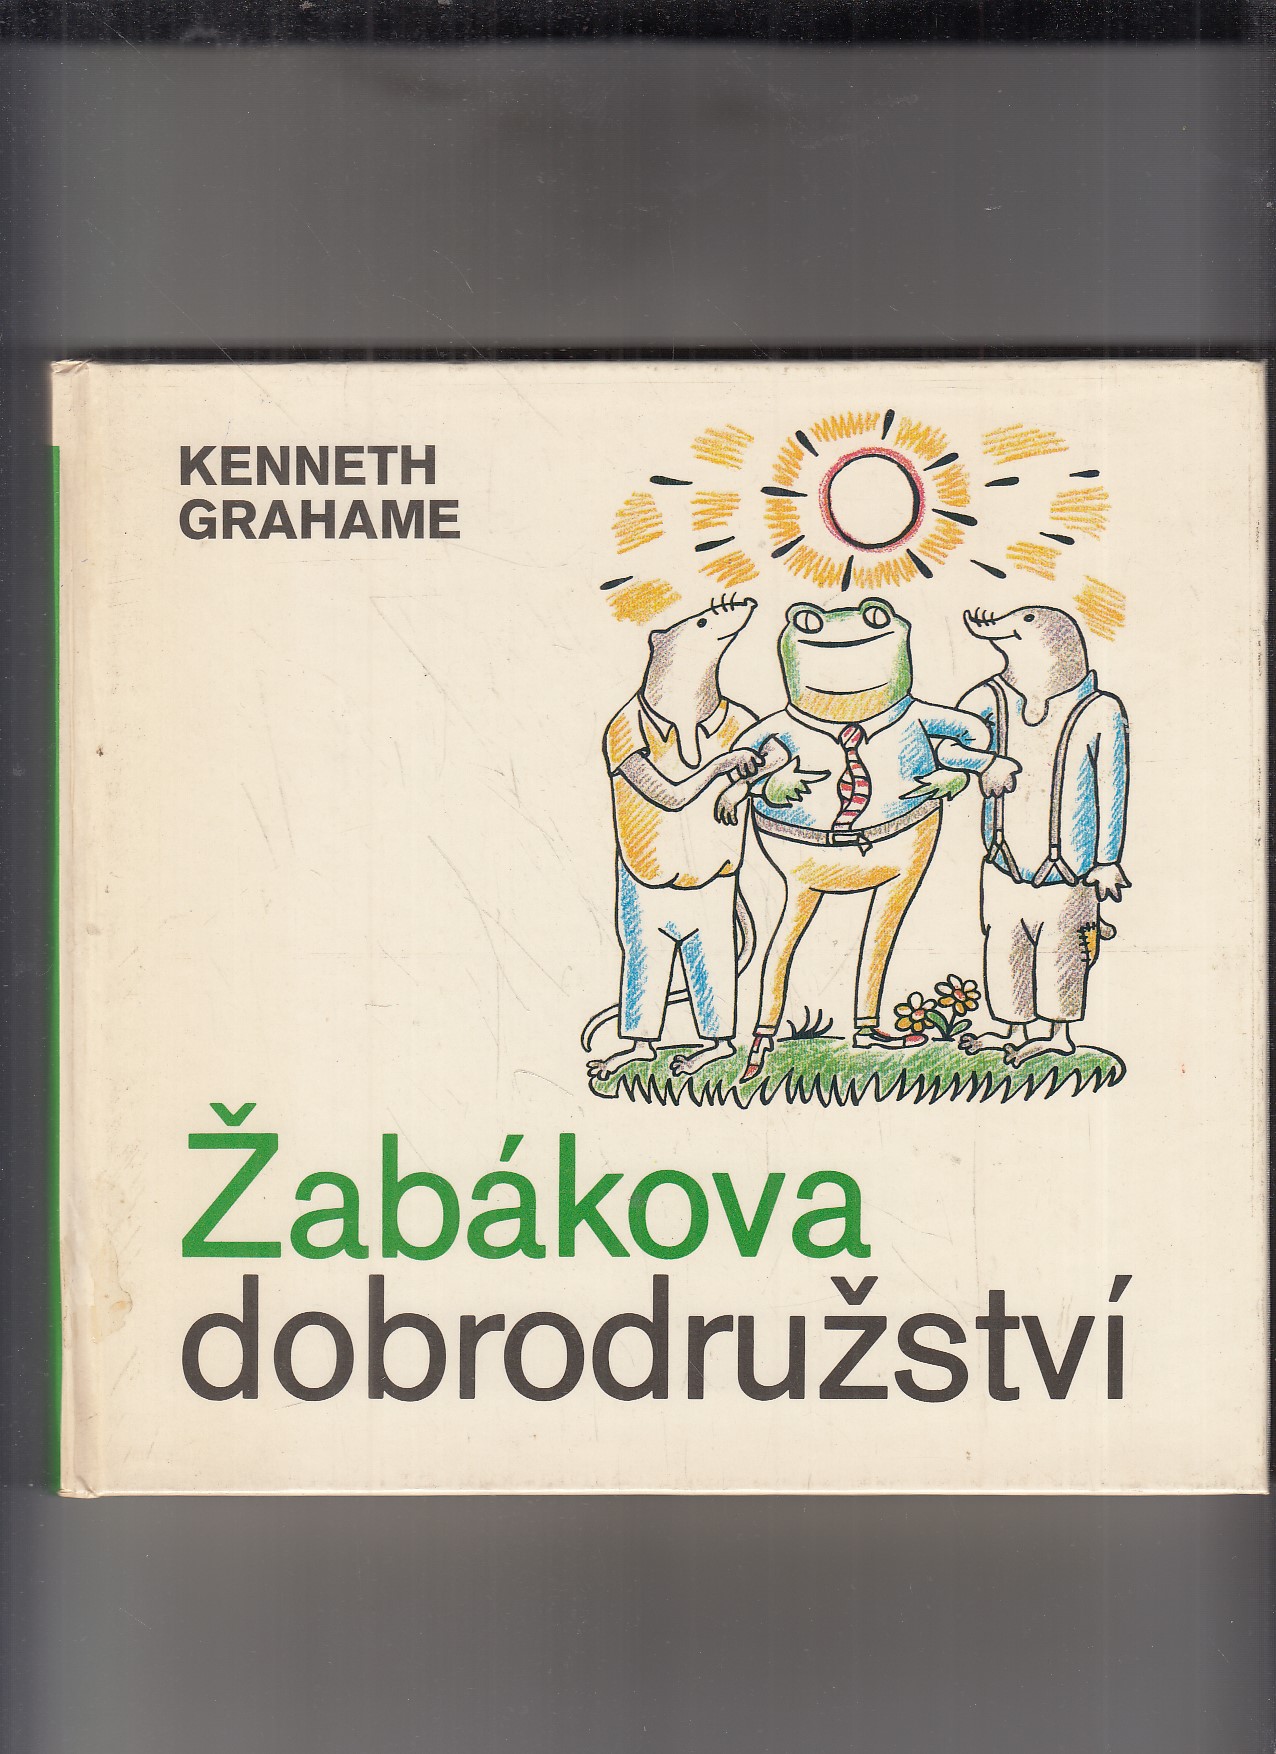 KENNETH
GRAHAME
Žabákova
dobrodružství